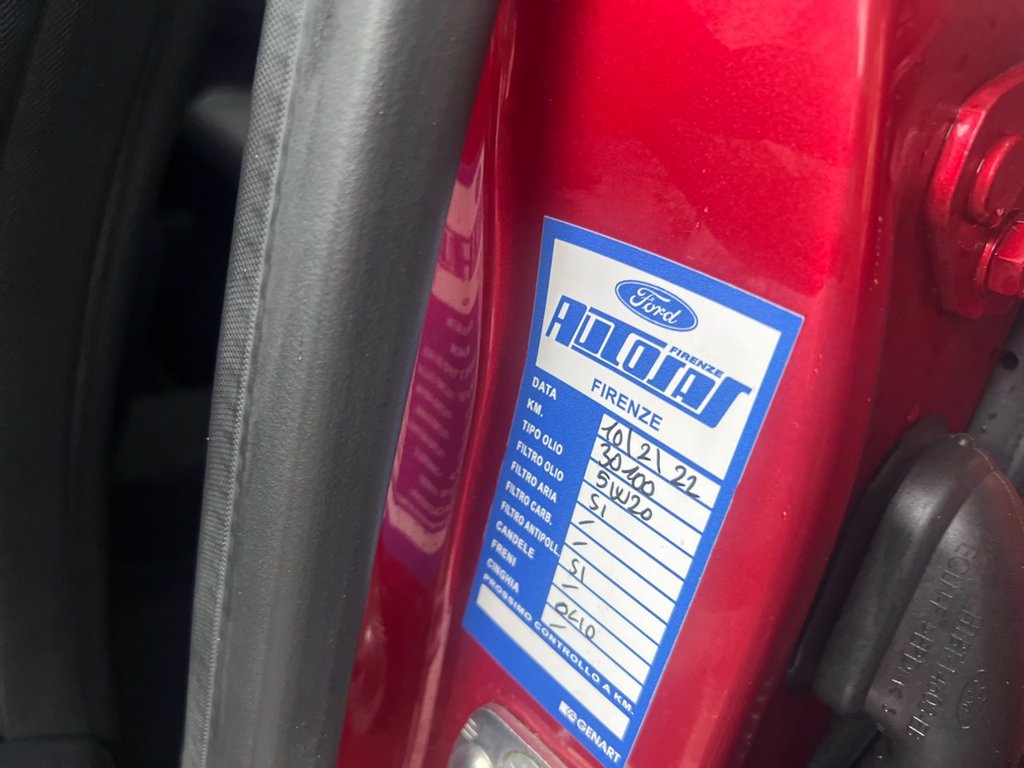 Ford
AUTOSAS
FIRENZE
FIRENZE
DATA 10/2/22
KM. 30100
TIPO OLIO 5W20
FILTRO OLIO SI
FILTRO ARIA /
FILTRO CARB. /
FILTRO ANTIPOLL. SI
CANDELE /
FRENI OLIO
CINGHIA /
PROSSIMO CONTROLLO A KM.
GENART